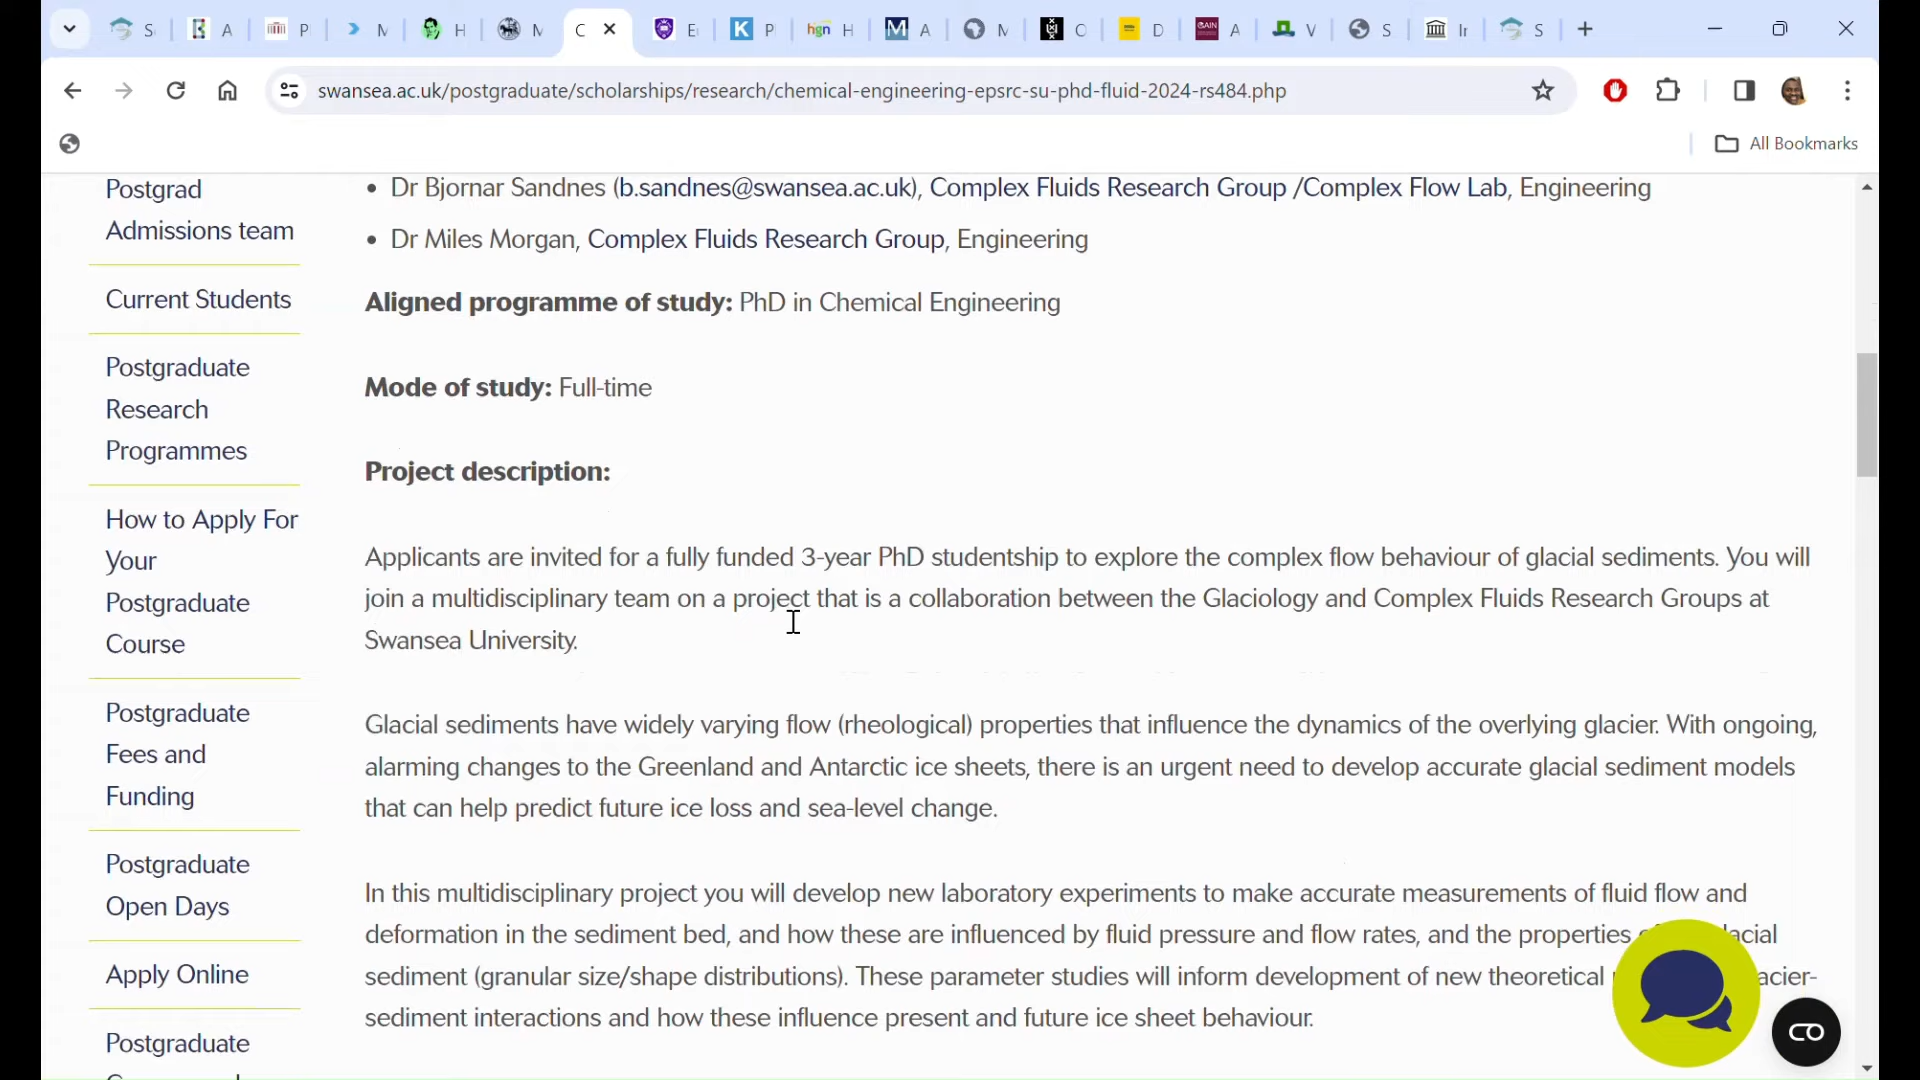 S A P M H M C E P hgn H M A M C D GAIN A V S Ir S
swansea.ac.uk/postgraduate/scholarships/research/chemical-engineering-epsrc-su-phd-fluid-2024-rs484.php
All Bookmarks
Postgrad
Admissions team
Current Students
Postgraduate
Research
Programmes
How to Apply For
Your
Postgraduate
Course
Postgraduate
Fees and
Funding
Postgraduate
Open Days
Apply Online
Postgraduate
• Dr Bjornar Sandnes (b.sandnes@swansea.ac.uk), Complex Fluids Research Group /Complex Flow Lab, Engineering
• Dr Miles Morgan, Complex Fluids Research Group, Engineering
Aligned programme of study: PhD in Chemical Engineering
Mode of study: Full-time
Project description:
Applicants are invited for a fully funded 3-year PhD studentship to explore the complex flow behaviour of glacial sediments. You will
join a multidisciplinary team on a project that is a collaboration between the Glaciology and Complex Fluids Research Groups at
Swansea University.
Glacial sediments have widely varying flow (rheological) properties that influence the dynamics of the overlying glacier. With ongoing,
alarming changes to the Greenland and Antarctic ice sheets, there is an urgent need to develop accurate glacial sediment models
that can help predict future ice loss and sea-level change.
In this multidisciplinary project you will develop new laboratory experiments to make accurate measurements of fluid flow and
deformation in the sediment bed, and how these are influenced by fluid pressure and flow rates, and the properties acial
sediment (granular size/shape distributions). These parameter studies will inform development of new theoretical acier-
sediment interactions and how these influence present and future ice sheet behaviour.